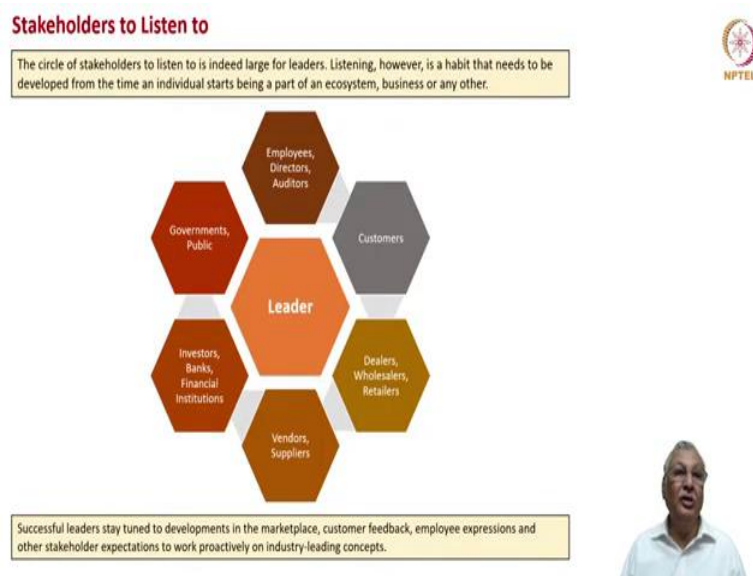 Stakeholders to Listen to
The circle of stakeholders to listen to is indeed large for leaders. Listening, however, is a habit that needs to be
developed from the time an individual starts being a part of an ecosystem, business or any other.
NPTEL
Employees,
Directors,
Auditors
Governments,
Public
Customers
Leader
Investors,
Banks,
Financial
Institutions
Dealers,
Wholesalers,
Retailers
Vendors,
Suppliers
Successful leaders stay tuned to developments in the marketplace, customer feedback, employee expressions and
other stakeholder expectations to work proactively on industry-leading concepts.